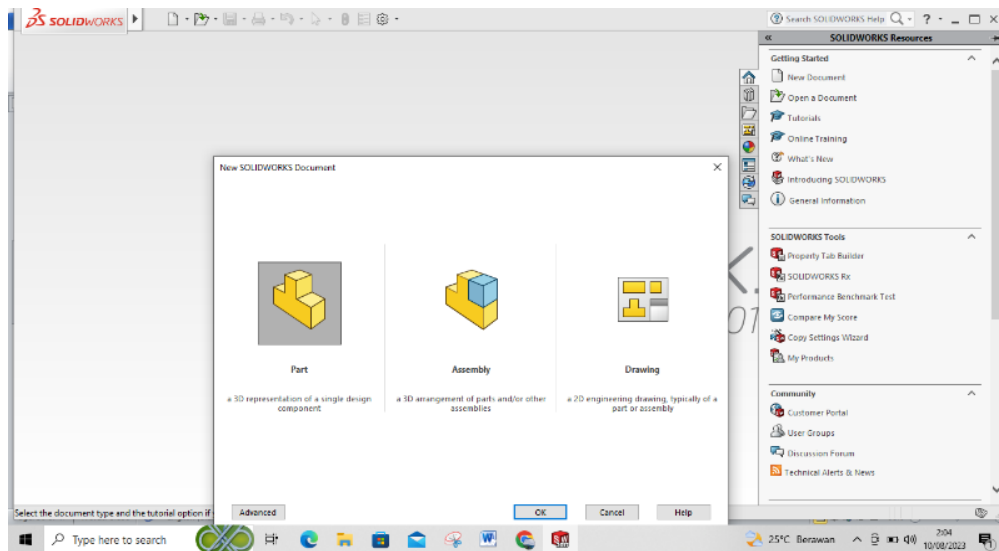 SOLIDWORKS
Search SOLIDWORKS Help
SOLIDWORKS Resources
Getting Started
New Document
Open a Document
Tutorials
Online Training
What's New
Introducing SOLIDWORKS
General Information
SOLIDWORKS Tools
Property Tab Builder
SOLIDWORKS Rx
Performance Benchmark Test
Compare My Score
Copy Settings Wizard
My Products
Community
Customer Portal
User Groups
Discussion Forum
Technical Alerts & News
New SOLIDWORKS Document
Part
a 3D representation of a single design
component
Assembly
a 3D arrangement of parts and/or other
assemblies
Drawing
a 2D engineering drawing, typically of a
part or assembly
Advanced
OK
Cancel
Help
Select the document type and the tutorial option if
Type here to search
25°C Berawan
2:04
10/08/2023